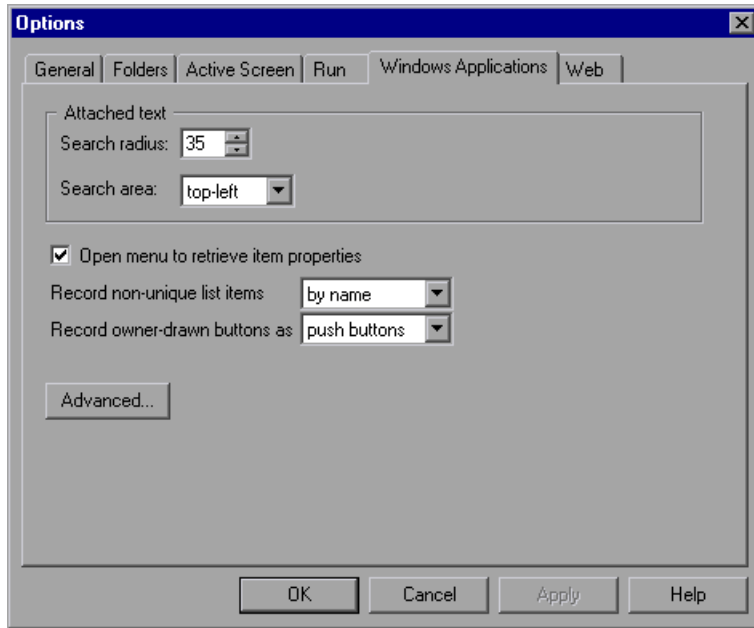 Options
General Folders Active Screen Run Windows Applications Web
Attached text
Search radius: 35
Search area: top-left
Open menu to retrieve item properties
Record non-unique list items by name
Record owner-drawn buttons as push buttons
Advanced...
OK Cancel Apply Help